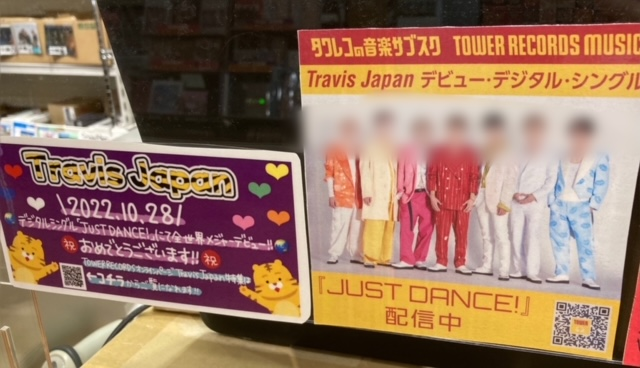 Travis Japan
\2022.10.28/
デジタルシングル「JUST DANCE!」にて全世界メジャーデビュー!!
祝 おめでとうございます!! 祝
TOWER RECORDS
Travis Japan
タワレコの音楽サブスク TOWER RECORDS MUSIC
Travis Japan デビュー・デジタル・シングル
『JUST DANCE!』
配信中